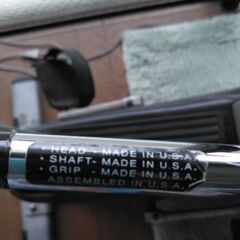 • HEAD - MADE IN U.S.A.
• SHAFT- MADE IN U.S.A.
• GRIP - MADE IN U.S.A.
ASSEMBLED IN U.S.A.